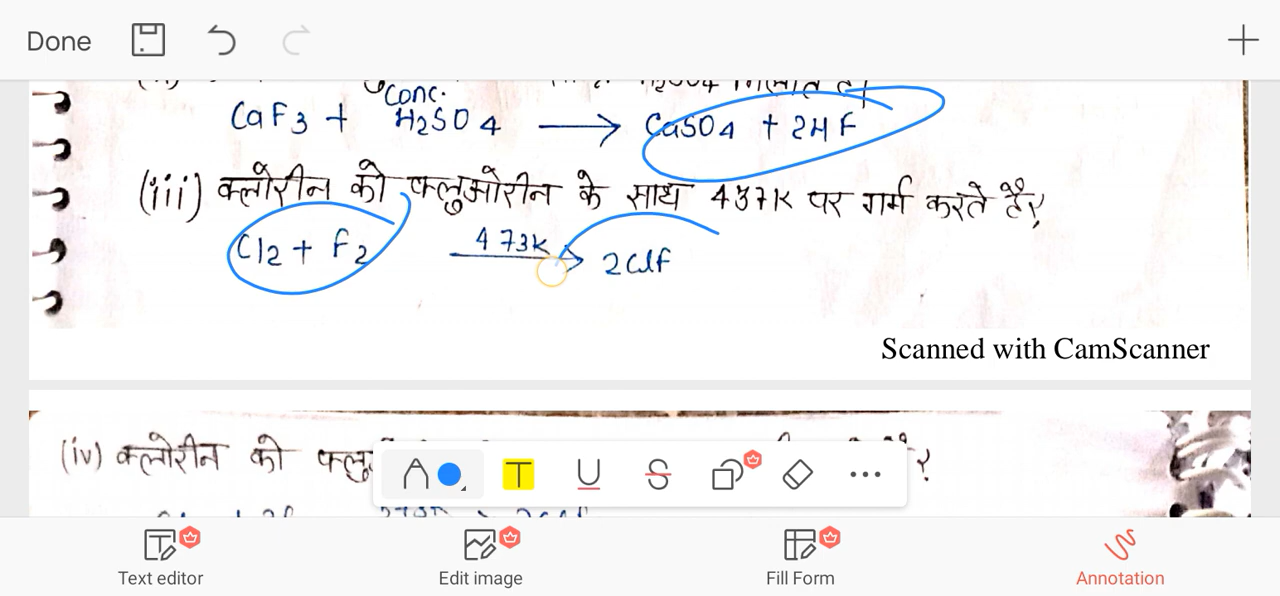 Done
Conc.
CaF3 + H2SO4 → CaSO4 + 2HF
(iii) क्लोरीन को फ्लुओरीन के साथ 437K पर गर्म करते हैं,
Cl2 + F2 473K → 2ClF
Scanned with CamScanner
(iv) क्लोरीन को
T U S
Text editor Edit image Fill Form Annotation